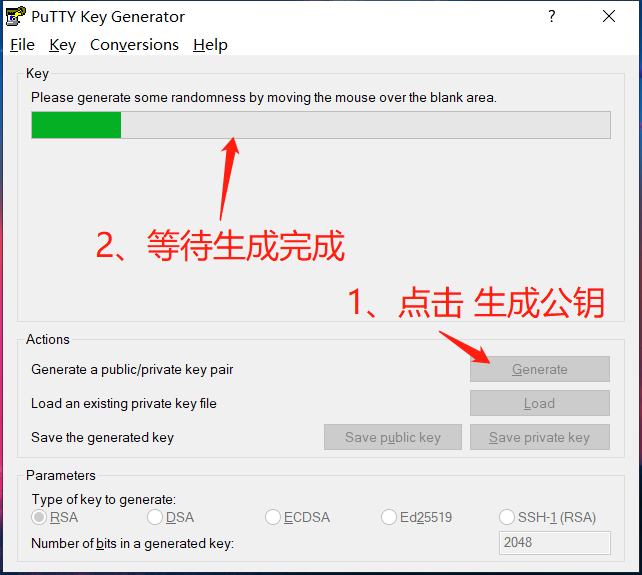 PuTTY Key Generator
?
File Key Conversions Help
Key
Please generate some randomness by moving the mouse over the blank area.
2、等待生成完成
1、点击 生成公钥
Actions
Generate a public/private key pair
Generate
Load an existing private key file
Load
Save the generated key
Save public key
Save private key
Parameters
Type of key to generate:
RSA DSA ECDSA Ed25519 SSH-1 (RSA)
Number of bits in a generated key:
2048